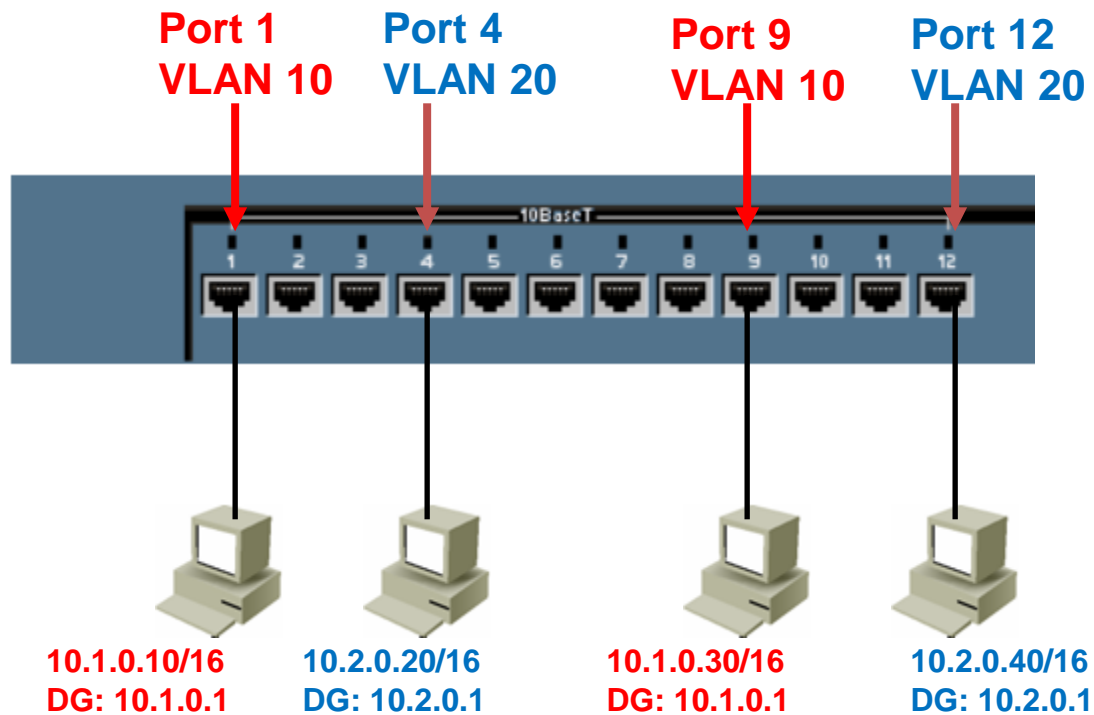 Port 1
VLAN 10
Port 4
VLAN 20
Port 9
VLAN 10
Port 12
VLAN 20
10BaseT
1 2 3 4 5 6 7 8 9 10 11 12
10.1.0.10/16
DG: 10.1.0.1
10.2.0.20/16
DG: 10.2.0.1
10.1.0.30/16
DG: 10.1.0.1
10.2.0.40/16
DG: 10.2.0.1